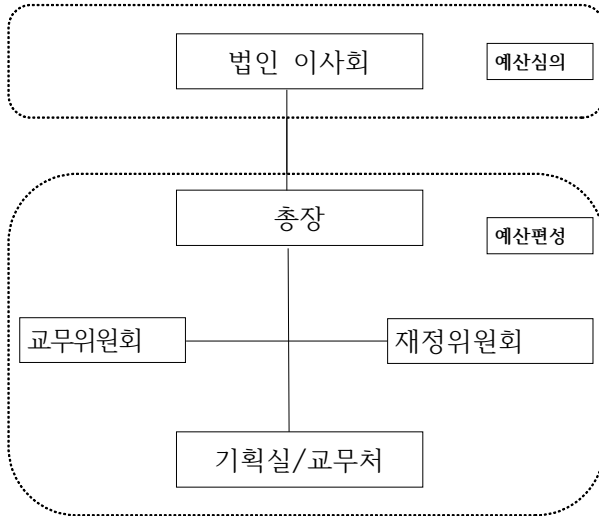 법인 이사회
예산심의
총장
예산편성
교무위원회
재정위원회
기획실/교무처